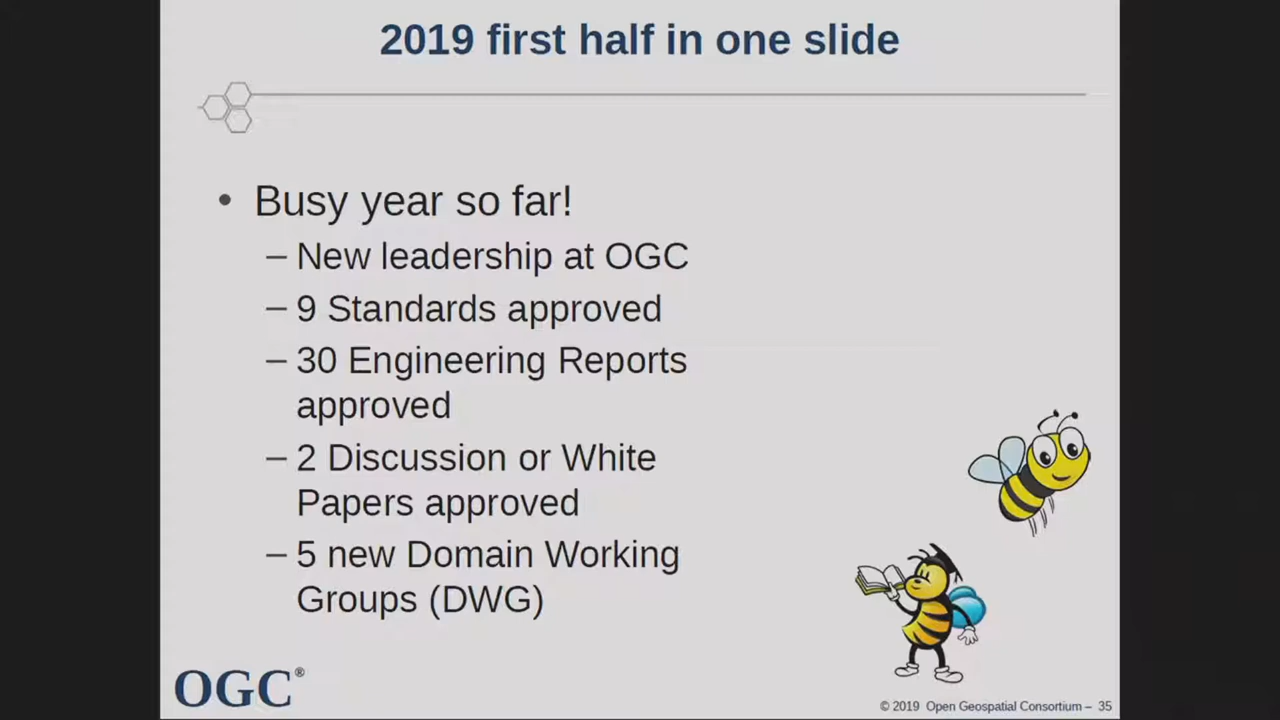 2019 first half in one slide
• Busy year so far!
– New leadership at OGC
– 9 Standards approved
– 30 Engineering Reports
approved
– 2 Discussion or White
Papers approved
– 5 new Domain Working
Groups (DWG)
OGC®
© 2019 Open Geospatial Consortium – 35